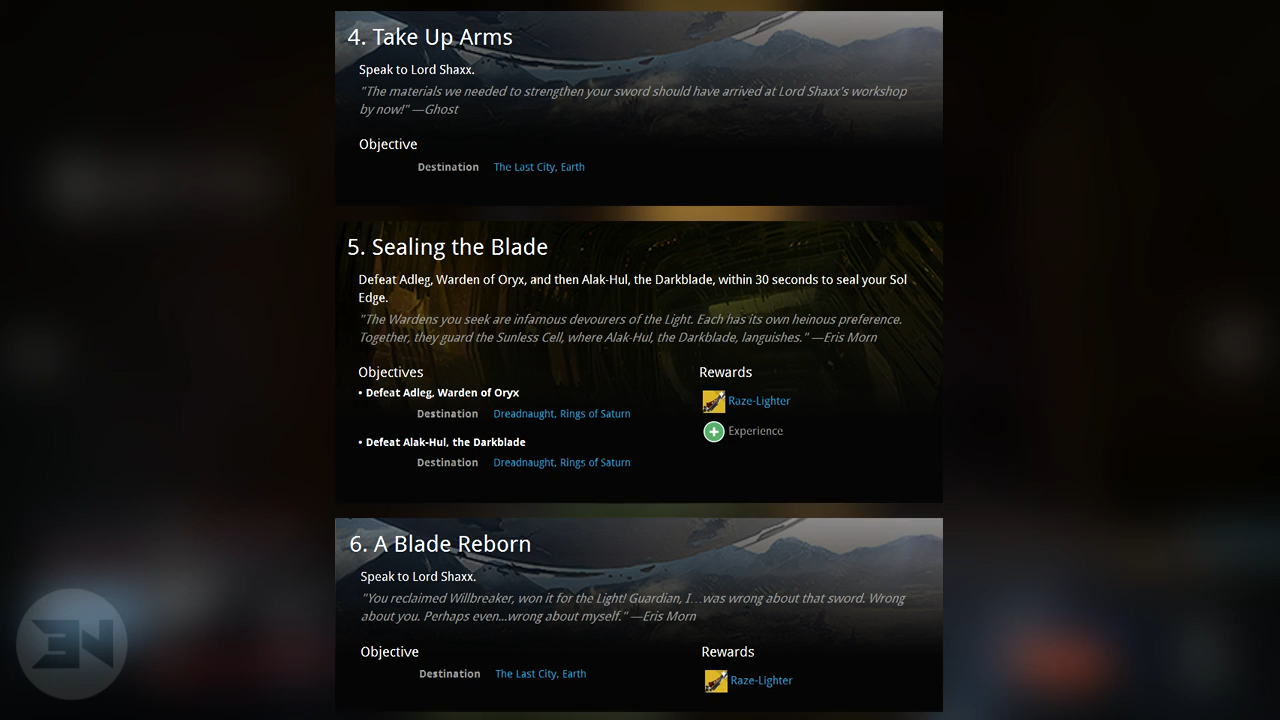 4. Take Up Arms
Speak to Lord Shaxx.
"The materials we needed to strengthen your sword should have arrived at Lord Shaxx's workshop
by now!" —Ghost
Objective
Destination The Last City, Earth
5. Sealing the Blade
Defeat Adleg, Warden of Oryx, and then Alak-Hul, the Darkblade, within 30 seconds to seal your Sol
Edge.
"The Wardens you seek are infamous devourers of the Light. Each has its own heinous preference.
Together, they guard the Sunless Cell, where Alak-Hul, the Darkblade, languishes." —Eris Morn
Objectives
• Defeat Adleg, Warden of Oryx
Destination Dreadnaught, Rings of Saturn
• Defeat Alak-Hul, the Darkblade
Destination Dreadnaught, Rings of Saturn
Rewards
Raze-Lighter
Experience
6. A Blade Reborn
Speak to Lord Shaxx.
"You reclaimed Willbreaker, won it for the Light! Guardian, I...was wrong about that sword. Wrong
about you. Perhaps even...wrong about myself." —Eris Morn
Objective
Destination The Last City, Earth
Rewards
Raze-Lighter